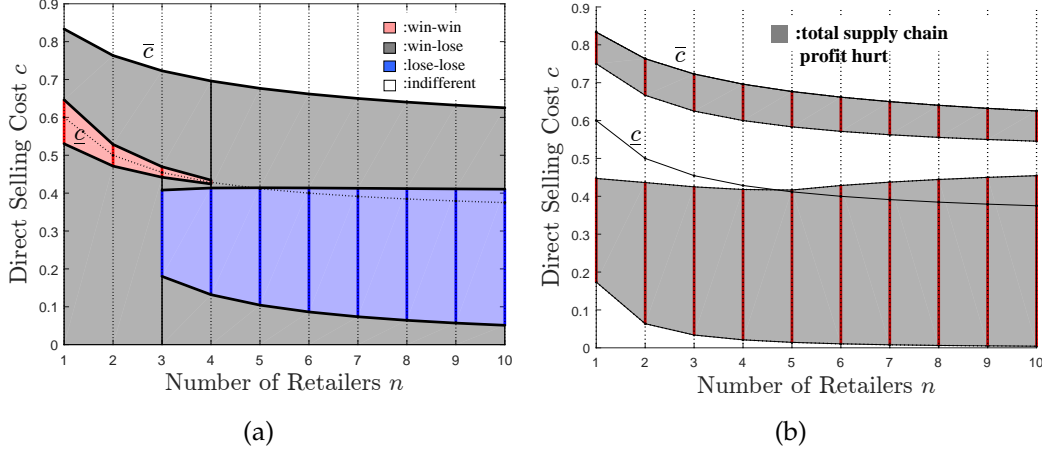 0.9
0.8
0.7
0.6
0.5
0.4
0.3
0.2
0.1
0
Direct Selling Cost c
c̅
c̲
:win-win
:win-lose
:lose-lose
:indifferent
1 2 3 4 5 6 7 8 9 10
Number of Retailers n
(a)
0.9
0.8
0.7
0.6
0.5
0.4
0.3
0.2
0.1
0
Direct Selling Cost c
c̅
c̲
:total supply chain
profit hurt
1 2 3 4 5 6 7 8 9 10
Number of Retailers n
(b)